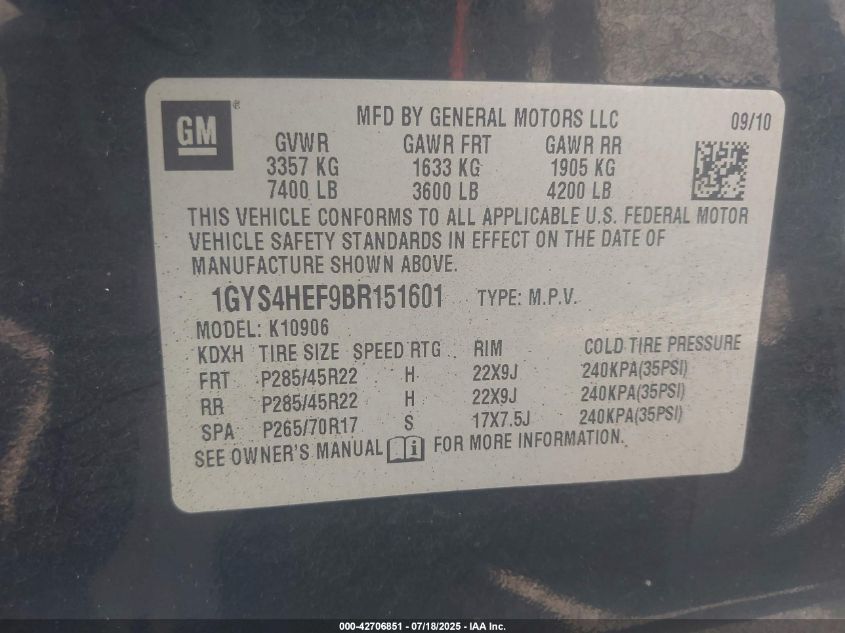 GM ®
MFD BY GENERAL MOTORS LLC 09/10
GVWR GAWR FRT GAWR RR
3357 KG 1633 KG 1905 KG
7400 LB 3600 LB 4200 LB
THIS VEHICLE CONFORMS TO ALL APPLICABLE U.S. FEDERAL MOTOR
VEHICLE SAFETY STANDARDS IN EFFECT ON THE DATE OF
MANUFACTURE SHOWN ABOVE.
1GYS4HEF9BR151601 TYPE: M.P.V.
MODEL: K10906
KDXH TIRE SIZE SPEED RTG RIM COLD TIRE PRESSURE
FRT P285/45R22 H 22X9J 240KPA(35PSI)
RR P285/45R22 H 22X9J 240KPA(35PSI)
SPA P265/70R17 S 17X7.5J 240KPA(35PSI)
SEE OWNER'S MANUAL i FOR MORE INFORMATION.
000-42706851 | 07/18/2025 - IAA Inc.